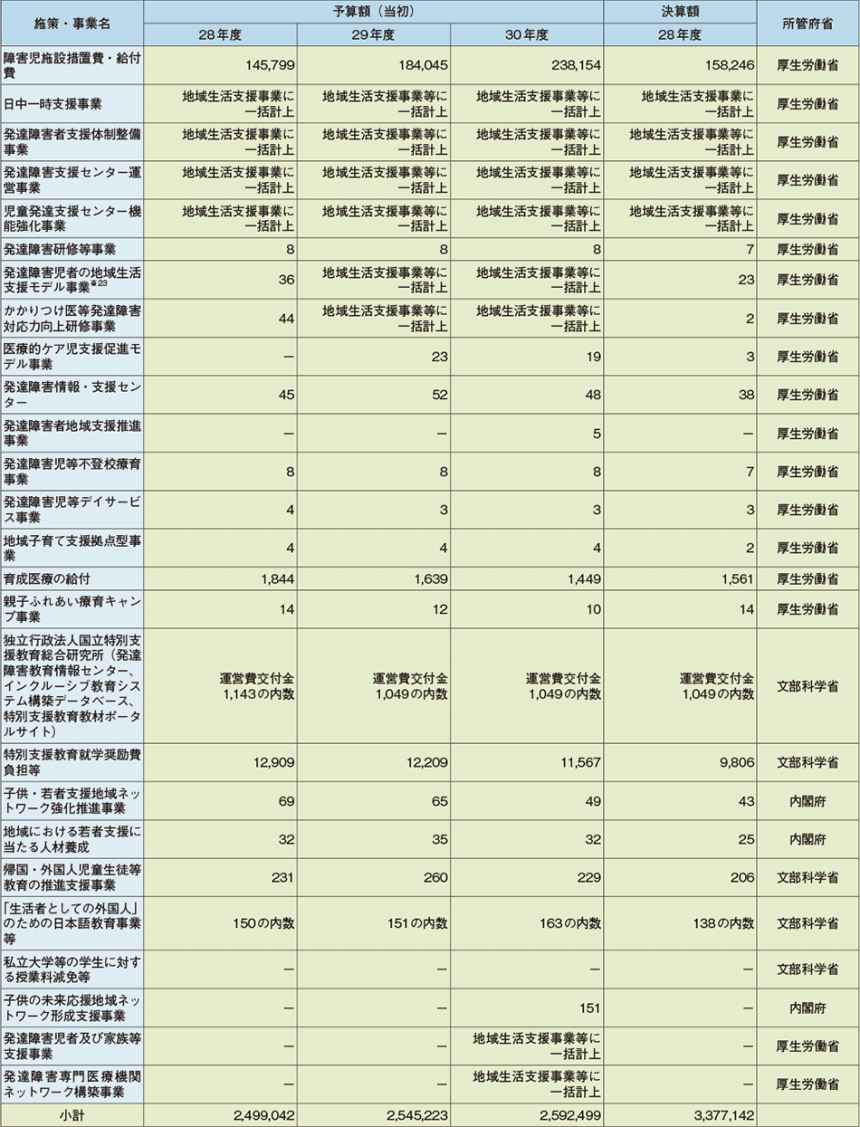 施策・事業名 予算額（当初） 決算額 所管府省
28年度 29年度 30年度 28年度
障害児施設措置費・給付
費 145,799 184,045 238,154 158,246 厚生労働省
日中一時支援事業 地域生活支援事業に 地域生活支援事業等に 地域生活支援事業等に 地域生活支援事業に 厚生労働省
一括計上 一括計上 一括計上 一括計上
発達障害者支援体制整備 地域生活支援事業に 地域生活支援事業等に 地域生活支援事業等に 地域生活支援事業等に 厚生労働省
事業 一括計上 一括計上 一括計上 一括計上
発達障害支援センター運 地域生活支援事業に 地域生活支援事業等に 地域生活支援事業等に 地域生活支援事業等に 厚生労働省
営事業 一括計上 一括計上 一括計上 一括計上
児童発達支援センター機 地域生活支援事業に 地域生活支援事業等に 地域生活支援事業等に 地域生活支援事業に 厚生労働省
能強化事業 一括計上 一括計上 一括計上 一括計上
発達障害研修等事業 8 8 8 7 厚生労働省
発達障害児者の地域生活 36 地域生活支援事業等に 地域生活支援事業等に 23 厚生労働省
支援モデル事業※23 一括計上 一括計上
かかりつけ医等発達障害 44 地域生活支援事業等に 地域生活支援事業等に 2 厚生労働省
対応力向上研修事業 一括計上 一括計上
医療的ケア児支援促進モ
デル事業 － 23 19 3 厚生労働省
発達障害情報・支援セン
ター 45 52 48 38 厚生労働省
発達障害者地域支援推進
事業 － － 5 － 厚生労働省
発達障害児等不登校療育
事業 8 8 8 7 厚生労働省
発達障害児等デイサービ
ス事業 4 3 3 3 厚生労働省
地域子育て支援拠点型事
業 4 4 4 2 厚生労働省
育成医療の給付 1,844 1,639 1,449 1,561 厚生労働省
親子ふれあい療育キャン
プ事業 14 12 10 14 厚生労働省
独立行政法人国立特別支
援教育総合研究所（発達
障害教育情報センター、
インクルーシブ教育シス 運営費交付金 運営費交付金 運営費交付金 運営費交付金 文部科学省
テム構築データベース、 1,143の内数 1,049の内数 1,049の内数 1,049の内数
特別支援教育教材ポータ
ルサイト）
特別支援教育就学奨励費
負担等 12,909 12,209 11,567 9,806 文部科学省
子供・若者支援地域ネッ
トワーク強化推進事業 69 65 49 43 内閣府
地域における若者支援に
当たる人材養成 32 35 32 25 内閣府
帰国・外国人児童生徒等
教育の推進支援事業 231 260 229 206 文部科学省
「生活者としての外国人」
のための日本語教育事業 150の内数 151の内数 163の内数 138の内数 文部科学省
等
私立大学等の学生に対す
る授業料減免等 － － － － 文部科学省
子供の未来応援地域ネッ
トワーク形成支援事業 － － 151 － 内閣府
発達障害児者及び家族等 － － 地域生活支援事業等に － 厚生労働省
支援事業 一括計上
発達障害専門医療機関 － － 地域生活支援事業等に － 厚生労働省
ネットワーク構築事業 一括計上
小計 2,499,042 2,545,223 2,592,499 3,377,142